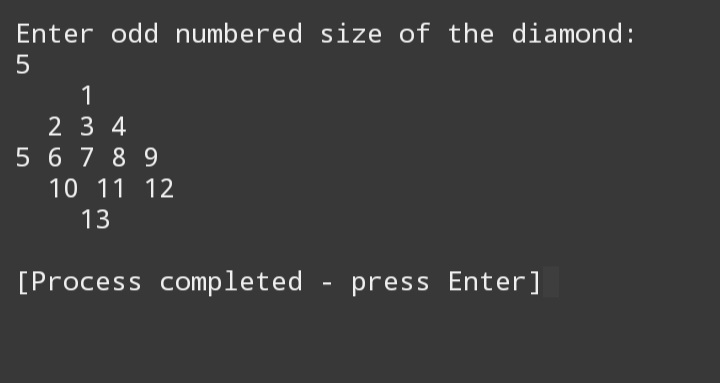 Enter odd numbered size of the diamond:
5
    1
  2 3 4
5 6 7 8 9
  10 11 12
    13
[Process completed - press Enter]